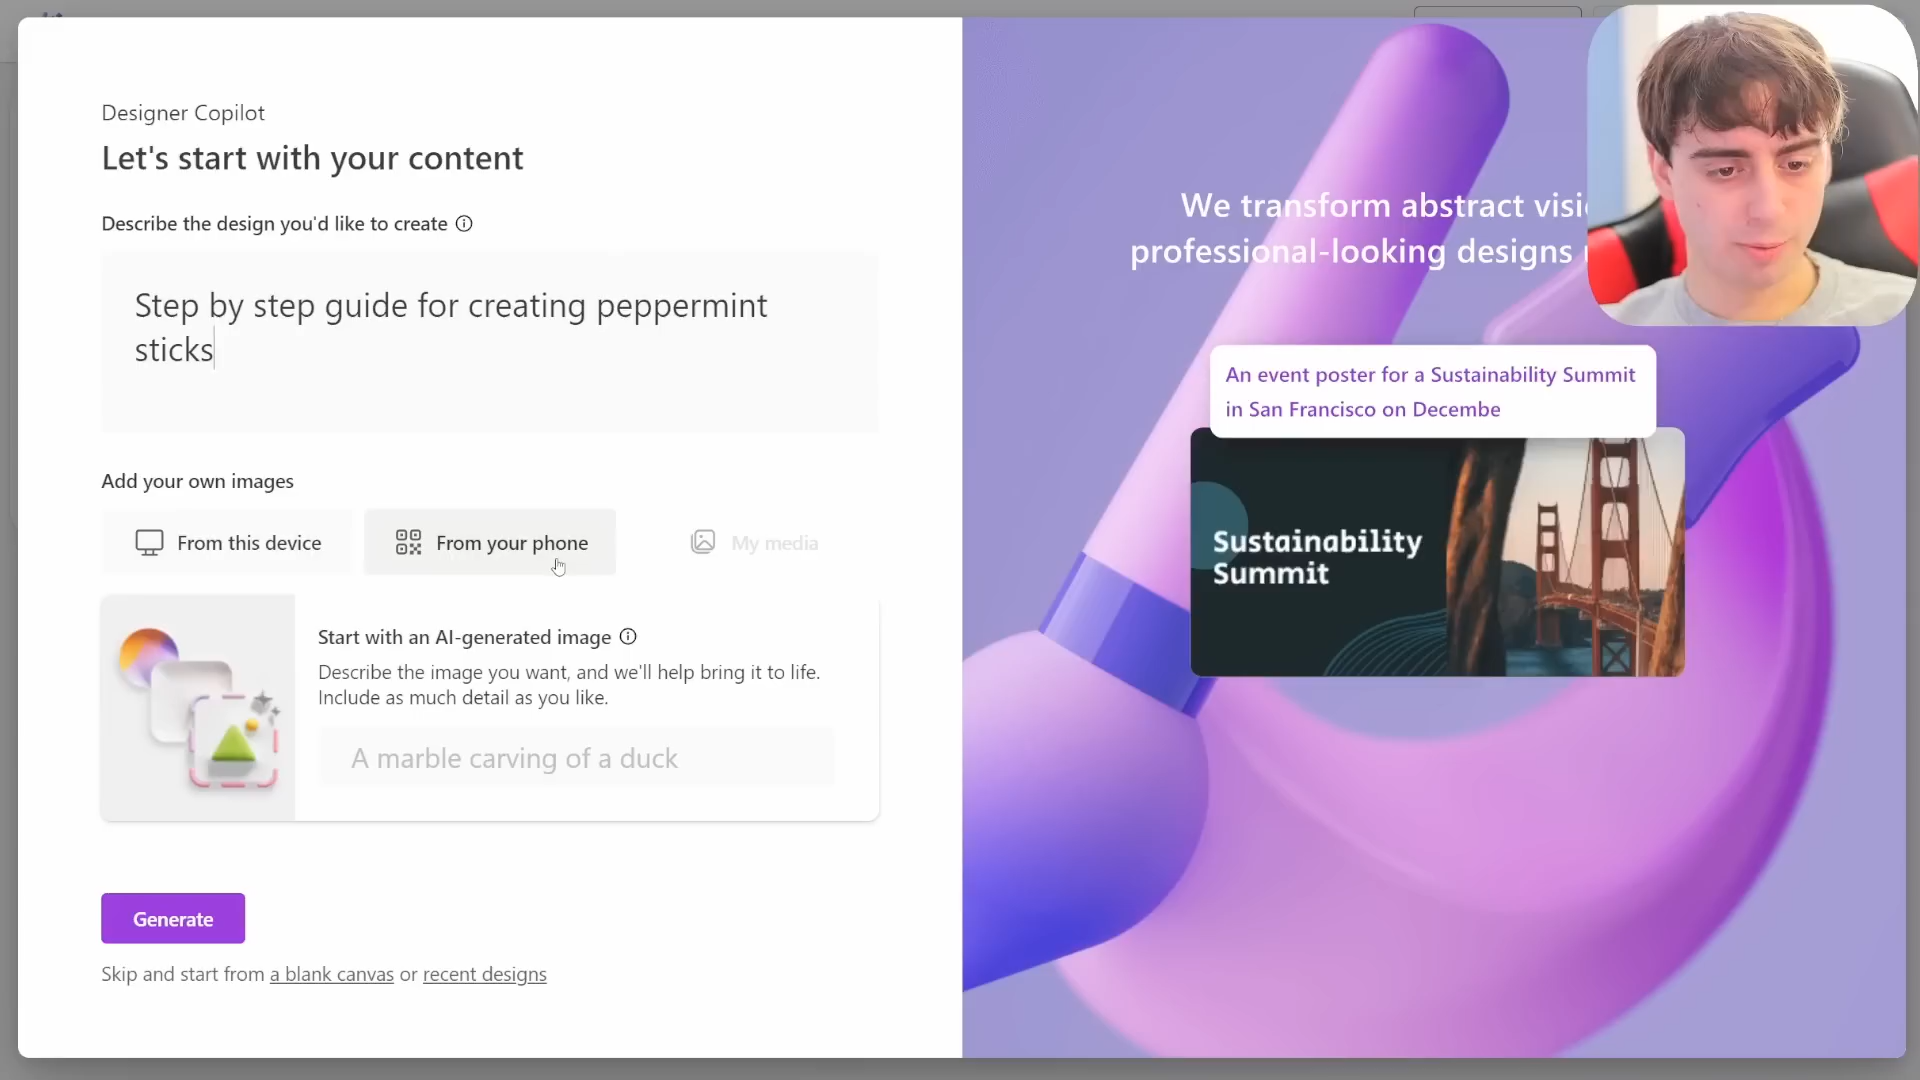 Designer Copilot
Let's start with your content
Describe the design you'd like to create
Step by step guide for creating peppermint
sticks
Add your own images
From this device
From your phone
My media
Start with an AI-generated image
Describe the image you want, and we'll help bring it to life.
Include as much detail as you like.
A marble carving of a duck
Generate
Skip and start from a blank canvas or recent designs
We transform abstract
professional-looking designs
An event poster for a Sustainability Summit
in San Francisco on Decembe
Sustainability
Summit